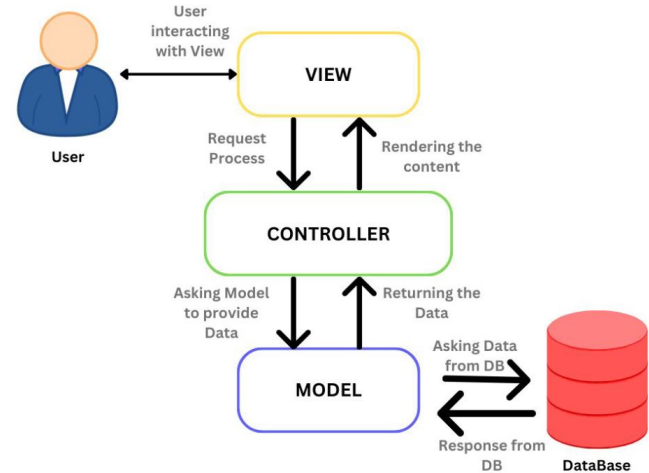 User
interacting
with View
VIEW
User
Request
Process
Rendering the
content
CONTROLLER
Asking Model
to provide
Data
Returning the
Data
MODEL
Asking Data
from DB
Response from
DB
DataBase